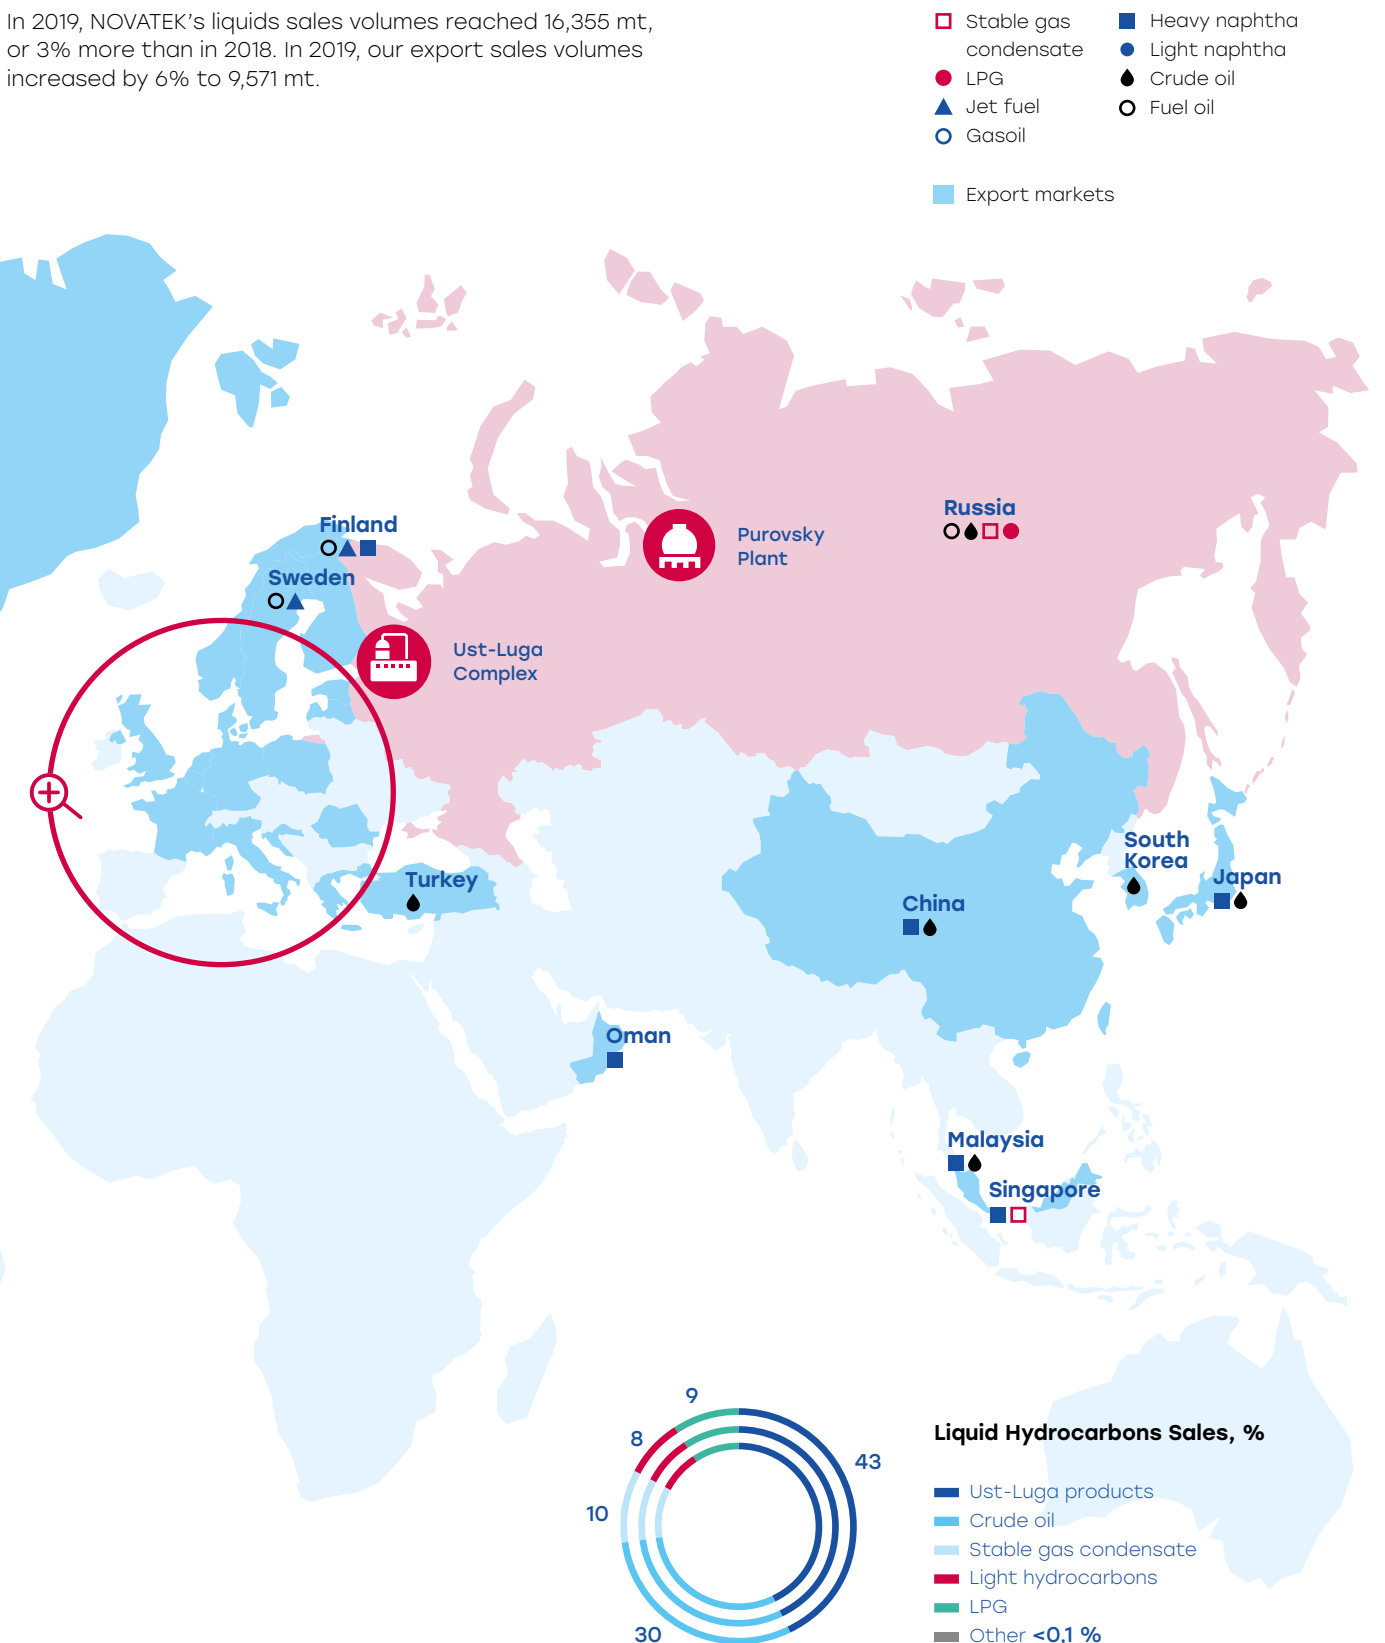 In 2019, NOVATEK's liquids sales volumes reached 16,355 mt,
or 3% more than in 2018. In 2019, our export sales volumes
increased by 6% to 9,571 mt.
Stable gas
condensate
LPG
Jet fuel
Gasoil
Heavy naphtha
Light naphtha
Crude oil
Fuel oil
Export markets
Finland
Sweden
Russia
Purovsky
Plant
Ust-Luga
Complex
Turkey
South
Korea
Japan
China
Oman
Malaysia
Singapore
9
8
43
10
30
Liquid Hydrocarbons Sales, %
Ust-Luga products
Crude oil
Stable gas condensate
Light hydrocarbons
LPG
Other <0,1 %